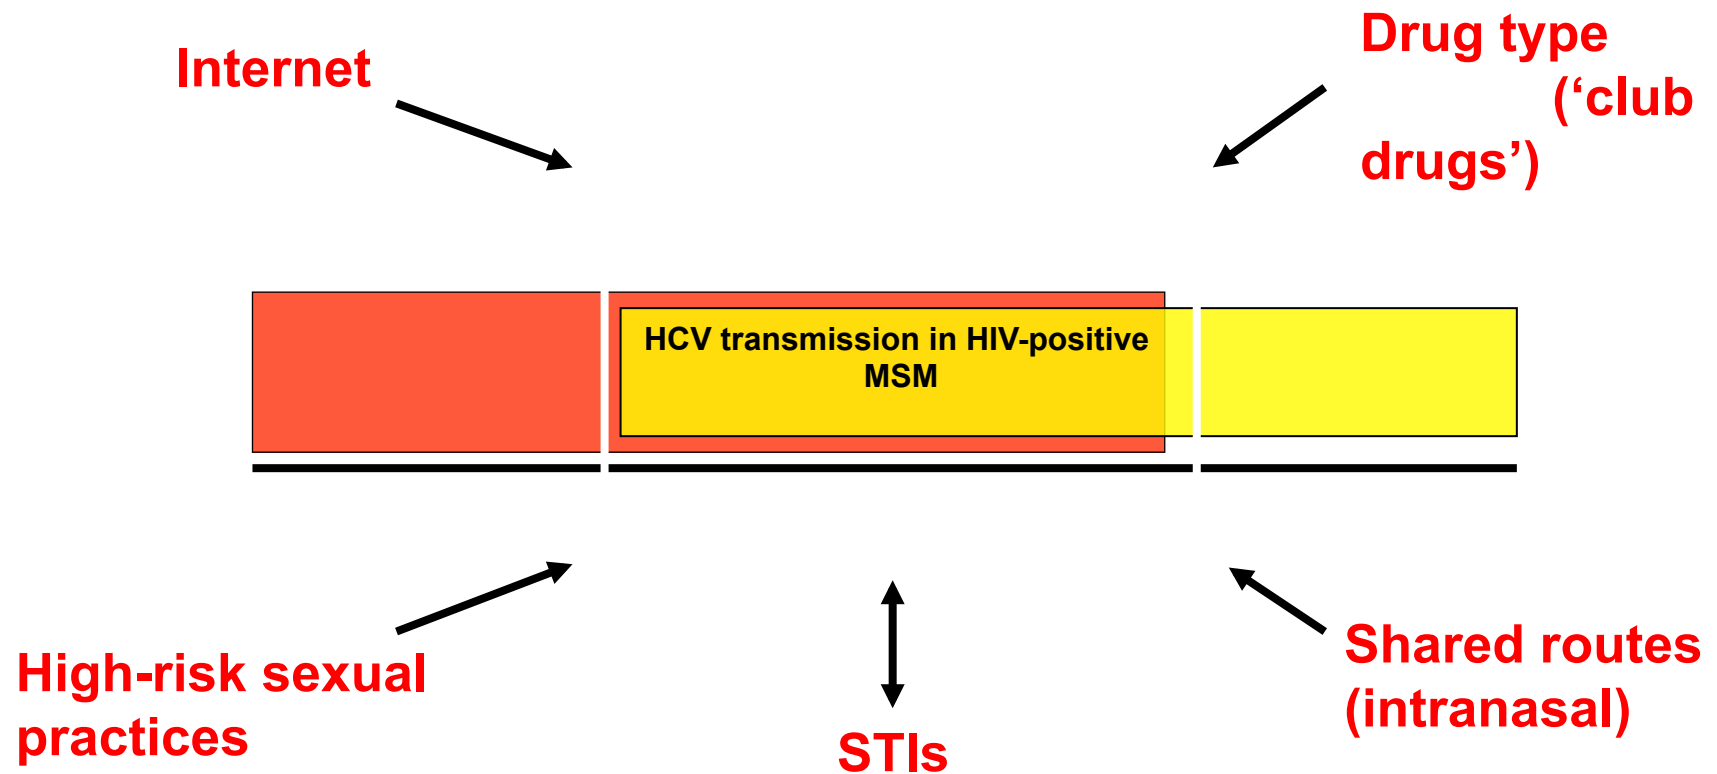 Internet
Drug type
(‘club
drugs’)
HCV transmission in HIV-positive
MSM
High-risk sexual
practices
STIs
Shared routes
(intranasal)